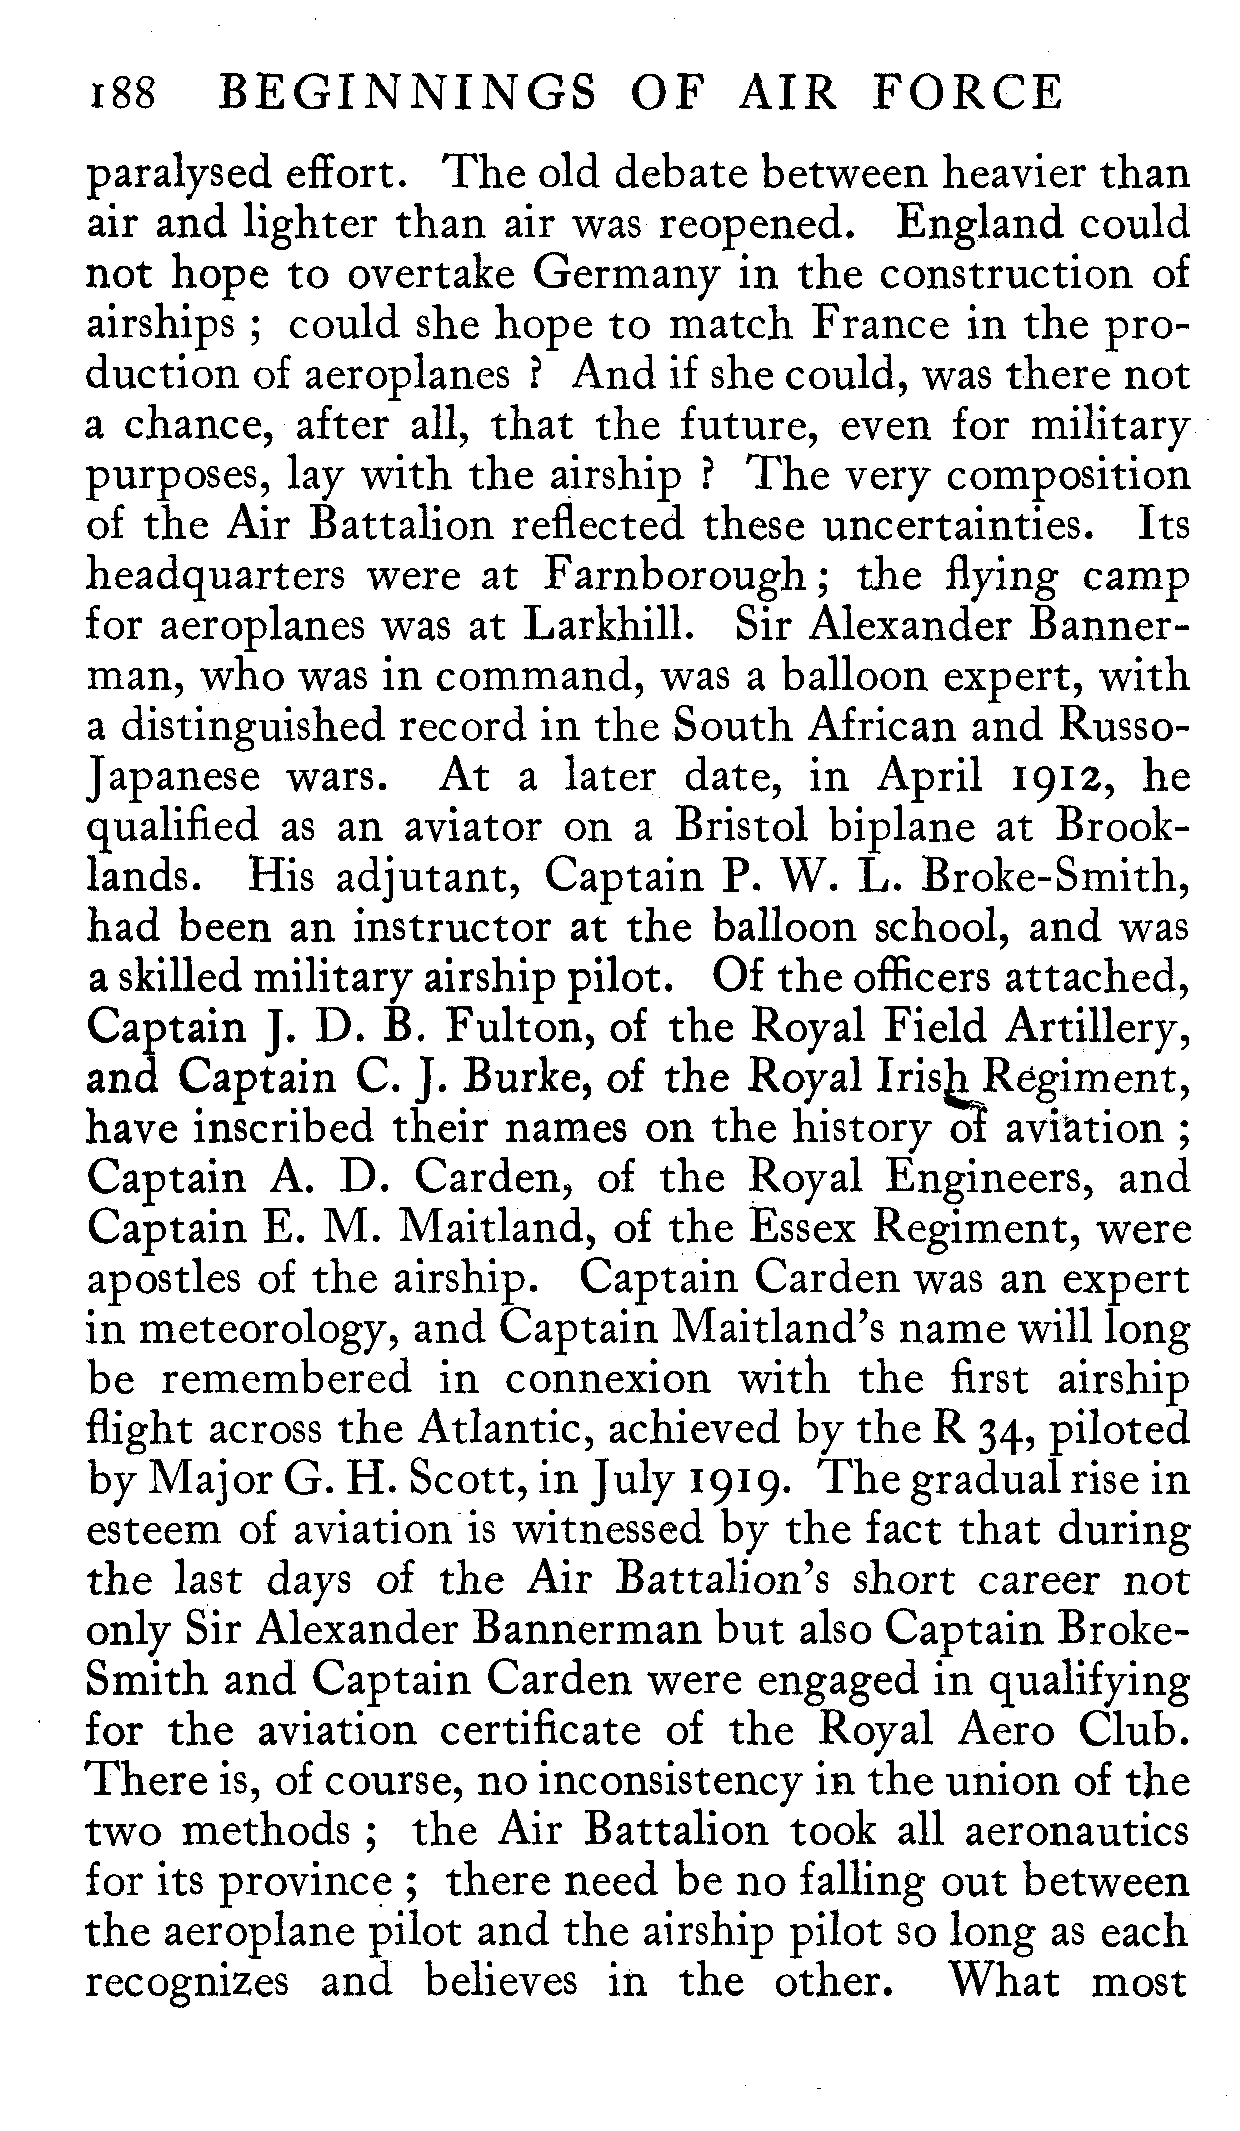 188 BEGINNINGS OF AIR FORCE
paralysed effort. The old debate between heavier than
air and lighter than air was reopened. England could
not hope to overtake Germany in the construction of
airships ; could she hope to match France in the pro-
duction of aeroplanes ? And if she could, was there not
a chance, after all, that the future, even for military
purposes, lay with the airship ? The very composition
of the Air Battalion reflected these uncertainties. Its
headquarters were at Farnborough ; the flying camp
for aeroplanes was at Larkhill. Sir Alexander Banner-
man, who was in command, was a balloon expert, with
a distinguished record in the South African and Russo-
Japanese wars. At a later date, in April 1912, he
qualified as an aviator on a Bristol biplane at Brook-
lands. His adjutant, Captain P. W. L. Broke-Smith,
had been an instructor at the balloon school, and was
a skilled military airship pilot. Of the officers attached,
Captain J. D. B. Fulton, of the Royal Field Artillery,
and Captain C. J. Burke, of the Royal Irish Regiment,
have inscribed their names on the history of aviation ;
Captain A. D. Carden, of the Royal Engineers, and
Captain E. M. Maitland, of the Essex Regiment, were
apostles of the airship. Captain Carden was an expert
in meteorology, and Captain Maitland's name will long
be remembered in connexion with the first airship
flight across the Atlantic, achieved by the R 34, piloted
by Major G. H. Scott, in July 1919. The gradual rise in
esteem of aviation is witnessed by the fact that during
the last days of the Air Battalion's short career not
only Sir Alexander Bannerman but also Captain Broke-
Smith and Captain Carden were engaged in qualifying
for the aviation certificate of the Royal Aero Club.
There is, of course, no inconsistency in the union of the
two methods ; the Air Battalion took all aeronautics
for its province ; there need be no falling out between
the aeroplane pilot and the airship pilot so long as each
recognizes and believes in the other. What most